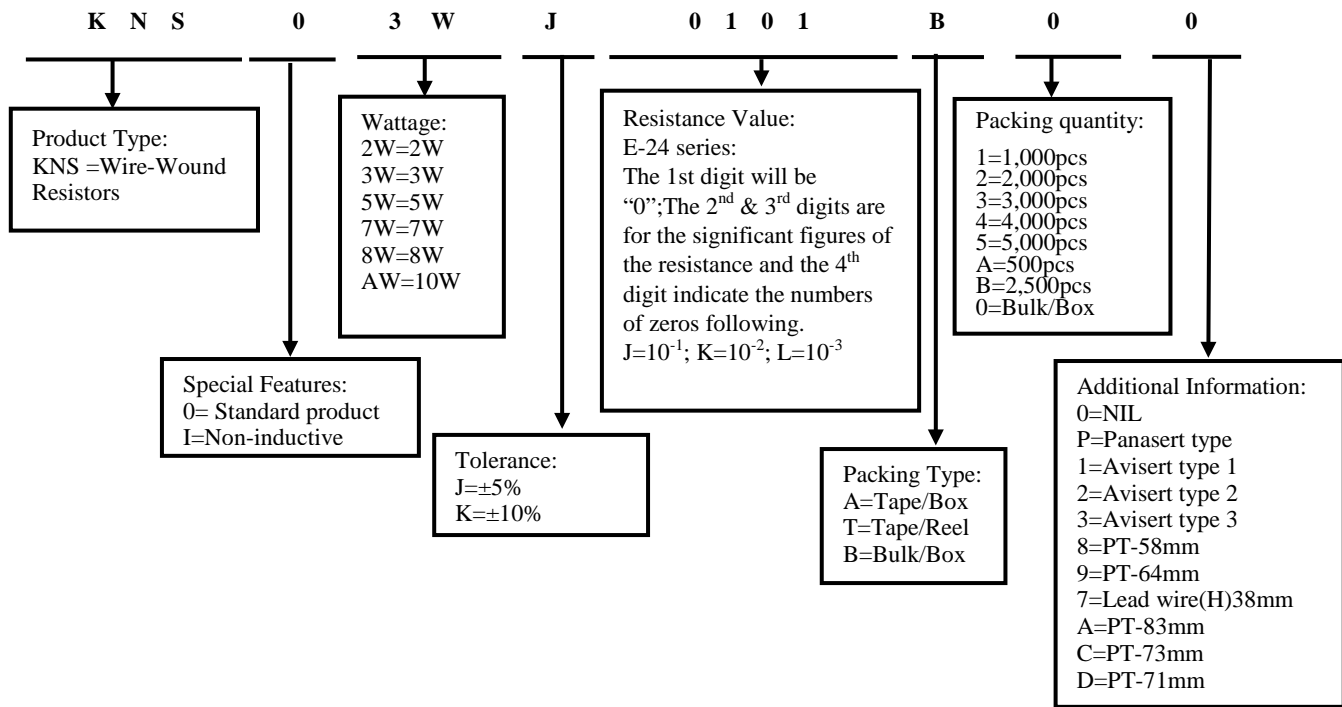 K N S 0 3 W J 0 1 0 1 B 0 0
Product Type:
KNS =Wire-Wound
Resistors
Wattage:
2W=2W
3W=3W
5W=5W
7W=7W
8W=8W
AW=10W
Resistance Value:
E-24 series:
The 1st digit will be
“0”;The 2nd & 3rd digits are
for the significant figures of
the resistance and the 4th
digit indicate the numbers
of zeros following.
J=10-1; K=10-2; L=10-3
Packing quantity:
1=1,000pcs
2=2,000pcs
3=3,000pcs
4=4,000pcs
5=5,000pcs
A=500pcs
B=2,500pcs
0=Bulk/Box
Special Features:
0= Standard product
I=Non-inductive
Tolerance:
J=±5%
K=±10%
Packing Type:
A=Tape/Box
T=Tape/Reel
B=Bulk/Box
Additional Information:
0=NIL
P=Panasert type
1=Avisert type 1
2=Avisert type 2
3=Avisert type 3
8=PT-58mm
9=PT-64mm
7=Lead wire(H)38mm
A=PT-83mm
C=PT-73mm
D=PT-71mm